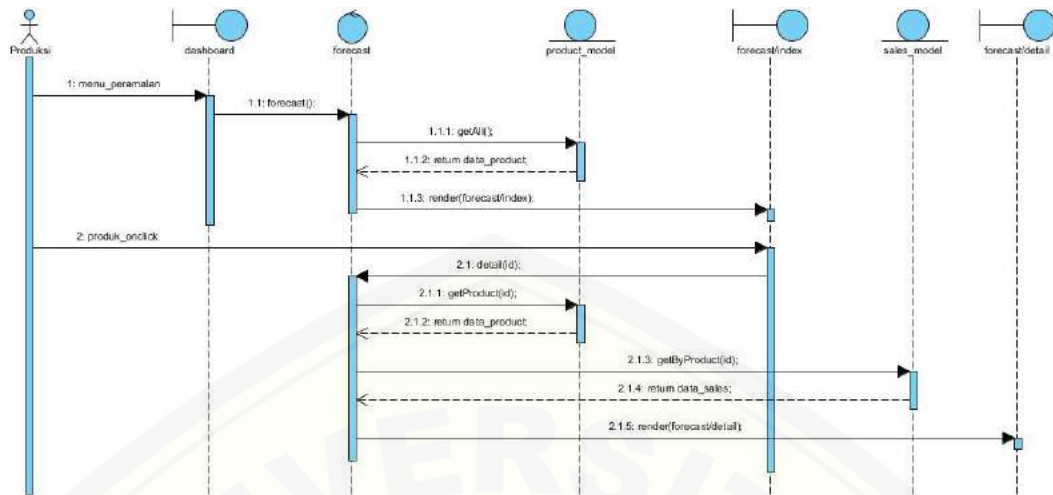 Produksi
dashboard
forecast
product_model
forecast/index
sales_model
forecast/detail
1: menu_peramalan
1.1: forecast();
1.1.1: getAll();
1.1.2: return data_product;
1.1.3: render(forecast/index);
2: produk_onclick
2.1: detail(id);
2.1.1: getProduct(id);
2.1.2: return data_product;
2.1.3: getByProduct(id);
2.1.4: return data_sales;
2.1.5: render(forecast/detail);
VERSIT